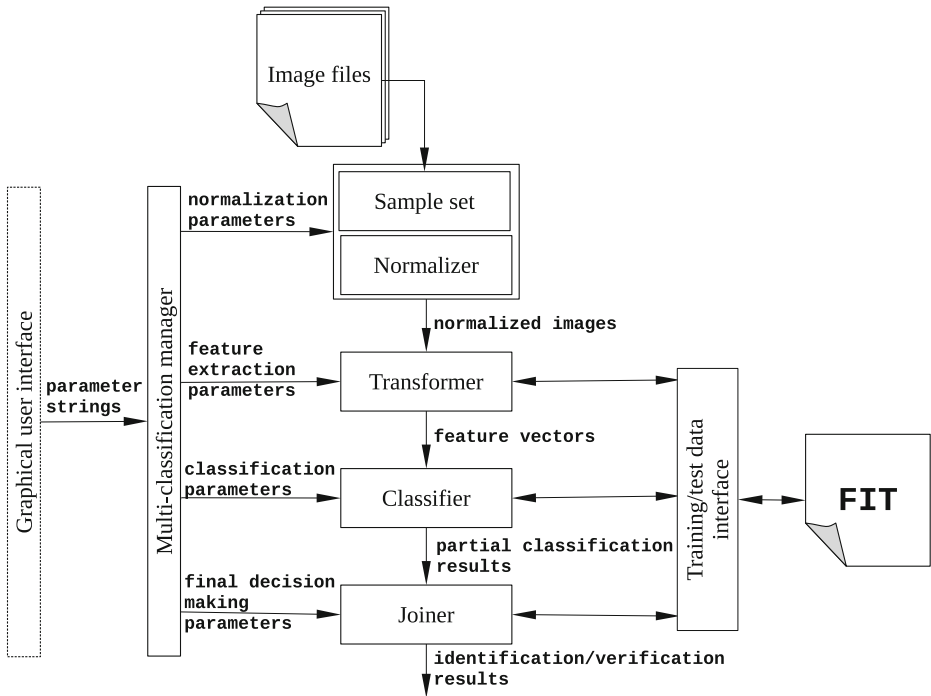 Image files
Sample set
Normalizer
normalization
parameters
normalized images
Graphical user interface
parameter
strings
Multi-classification manager
feature
extraction
parameters
Transformer
feature vectors
classification
parameters
Classifier
partial classification
results
final decision
making
parameters
Joiner
identification/verification
results
Training/test data
interface
FIT